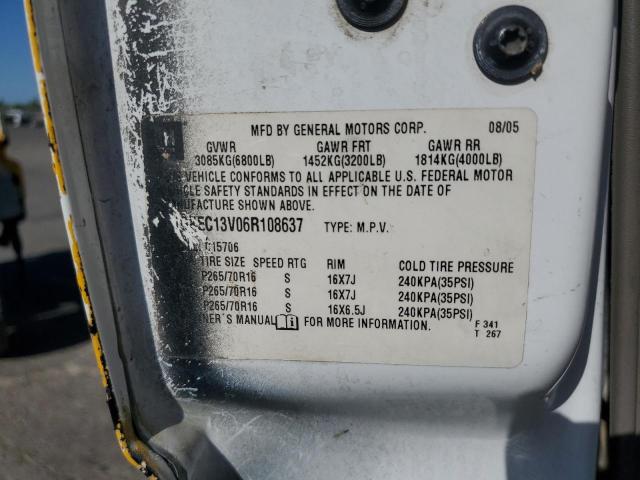 MFD BY GENERAL MOTORS CORP. 08/05
GVWR GAWR FRT GAWR RR
3085KG(6800LB) 1452KG(3200LB) 1814KG(4000LB)
VEHICLE CONFORMS TO ALL APPLICABLE U.S. FEDERAL MOTOR
VEHICLE SAFETY STANDARDS IN EFFECT ON THE DATE OF
MANUFACTURE SHOWN ABOVE.
EC13V06R108637 TYPE: M.P.V.
15706
TIRE SIZE SPEED RTG RIM COLD TIRE PRESSURE
P265/70R16 S 16X7J 240KPA(35PSI)
P265/70R16 S 16X7J 240KPA(35PSI)
P265/70R16 S 16X6.5J 240KPA(35PSI)
NER'S MANUAL FOR MORE INFORMATION. F 341
T 267